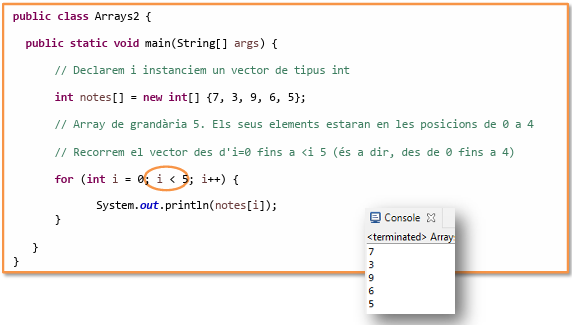 public class Arrays2 {
public static void main(String[] args) {
// Declarem i instanciem un vector de tipus int
int notes[] = new int[] {7, 3, 9, 6, 5};
// Array de grandària 5. Els seus elements estaran en les posicions de 0 a 4
// Recorrem el vector des d'i=0 fins a <i 5 (és a dir, des de 0 fins a 4)
for (int i = 0; i < 5; i++) {
System.out.println(notes[i]);
}
}
}
Console
<terminated> Arrays
7
3
9
6
5